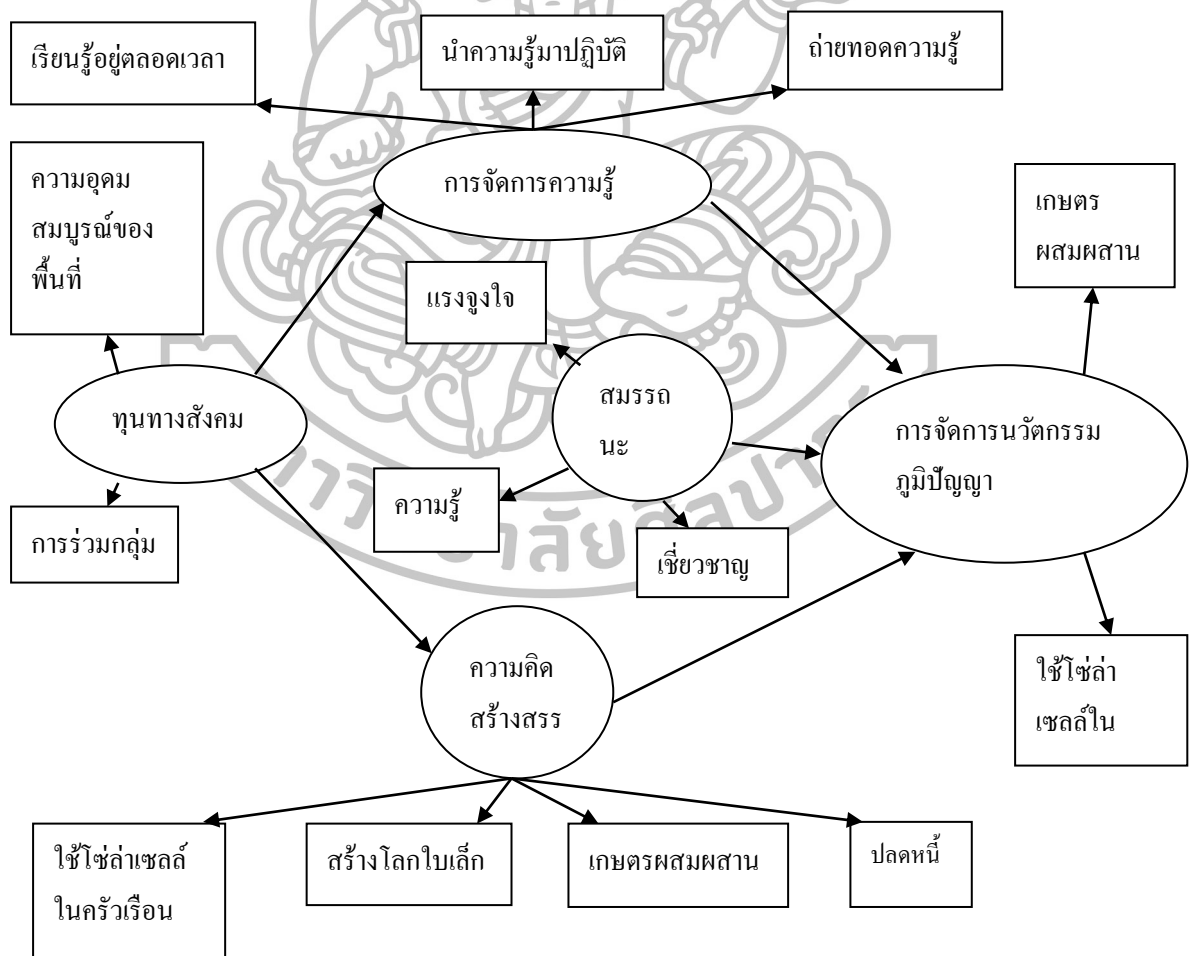 เรียนรู้อยู่ตลอดเวลา
นำความรู้มาปฏิบัติ
ถ่ายทอดความรู้
ความอุดม
สมบูรณ์ของ
พื้นที่
การจัดการความรู้
เกษตร
ผสมผสาน
แรงจูงใจ
ทุนทางสังคม
สมรรถ
นะ
การจัดการนวัตกรรม
ภูมิปัญญา
ความรู้
การร่วมกลุ่ม
เชี่ยวชาญ
ความคิด
สร้างสรร
ใช้โซ่ล่า
เซลล์ใน
ใช้โซ่ล่าเซลล์
ในครัวเรือน
สร้างโลกใบเล็ก
เกษตรผสมผสาน
ปลดหนี้